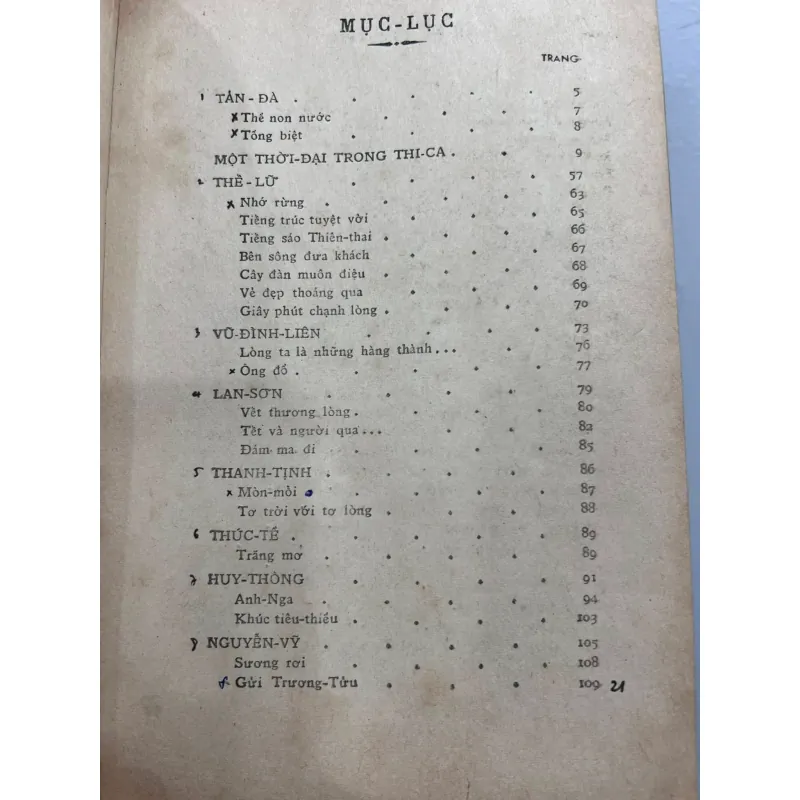 MỤC-LỤC
TRANG
1 TẢN-ĐÀ . . . . . 5
x Thề non nước . . . . 7
x Tống biệt . . . . 8
MỘT THỜI-ĐẠI TRONG THI-CA . . 9
2 THẾ-LỮ . . . . 57
x Nhớ rừng . . . . 63
Tiếng trúc tuyệt vời . . . 65
Tiếng sáo Thiên-thai . . . 66
Bên sông đưa khách . . . 67
Cây đàn muôn điệu . . . 68
Vẻ đẹp thoáng qua . . . 69
Giây phút chạnh lòng . . . 70
3 VŨ-ĐÌNH-LIÊN . . . 73
Lòng ta là những hàng thành... . 76
x Ông đồ . . . . . 77
4 LAN-SƠN . . . . 79
Vết thương lòng . . . . 80
Tết và người qua... . . 82
Đám ma đi . . . . 85
5 THANH-TỊNH . . . . 86
x Mòn-mỏi . . . . 87
Tơ trời với tơ lòng . . . 88
6 THÚC-TỀ . . . . . 89
Trăng mơ . . . . 89
7 HUY-THÔNG . . . . 91
Anh-Nga . . . . 94
Khúc tiêu-thiều . . . . 103
8 NGUYỄN-VỸ . . . . 105
Sương rơi . . . . 108
x Gửi Trương-Tửu . . . 109 21